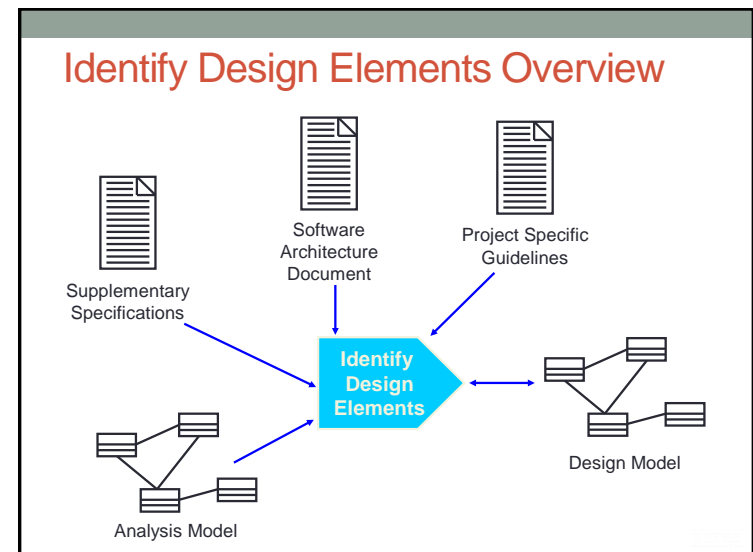 Identify Design Elements Overview
Software
Architecture
Document
Project Specific
Guidelines
Supplementary
Specifications
Identify
Design
Elements
Design Model
Analysis Model